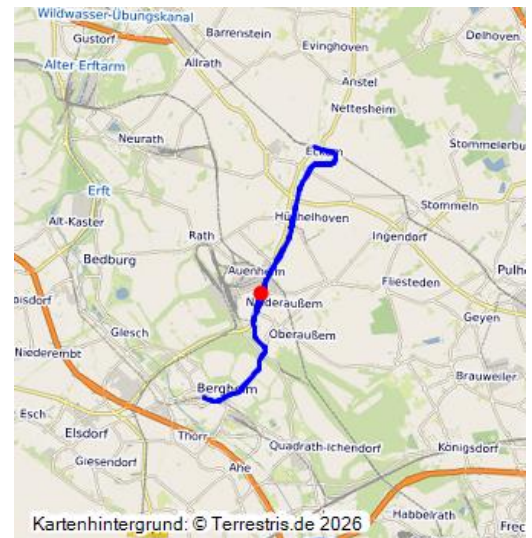 Wildwasser-Übungskanal
Gustorf
Barrenstein
Delhoven
Evinghoven
Alter Erftarm
Allrath
Anstel
Nettesheim
Neurath
Stommelerbu
Erft
Stommeln
Alt-Kaster
Rath
Ingendorf
Bedburg
Auenheim
Pulhe
Fliesteden
oisdorf
Geyen
Glesch
Oberaußem
Niederembt
Brauweiler
Bergheim
Esch
Elsdorf
Thorr
Quadrath-Ichendorf
Königsdorf
Giesendorf
Ahe
Habbelrath
Frec
Kartenhintergrund: © Terrestris.de 2026